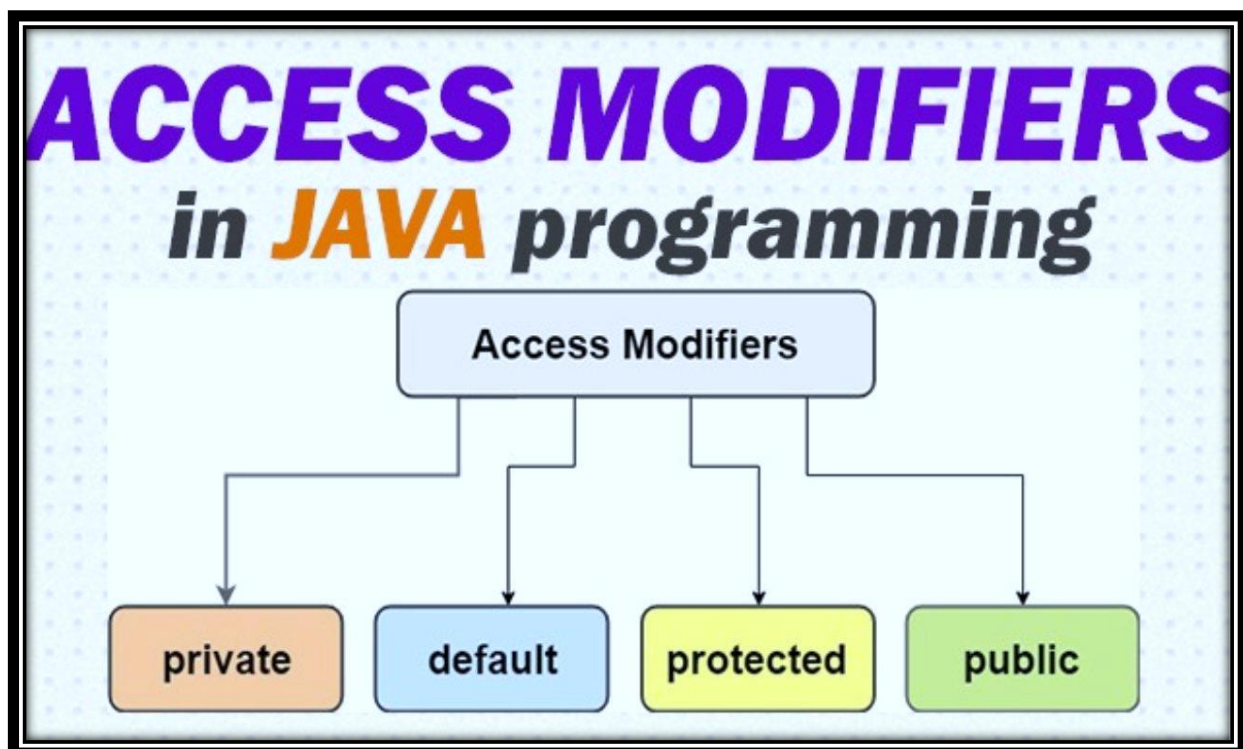 ACCESS MODIFIERS
in JAVA programming
Access Modifiers
private
default
protected
public